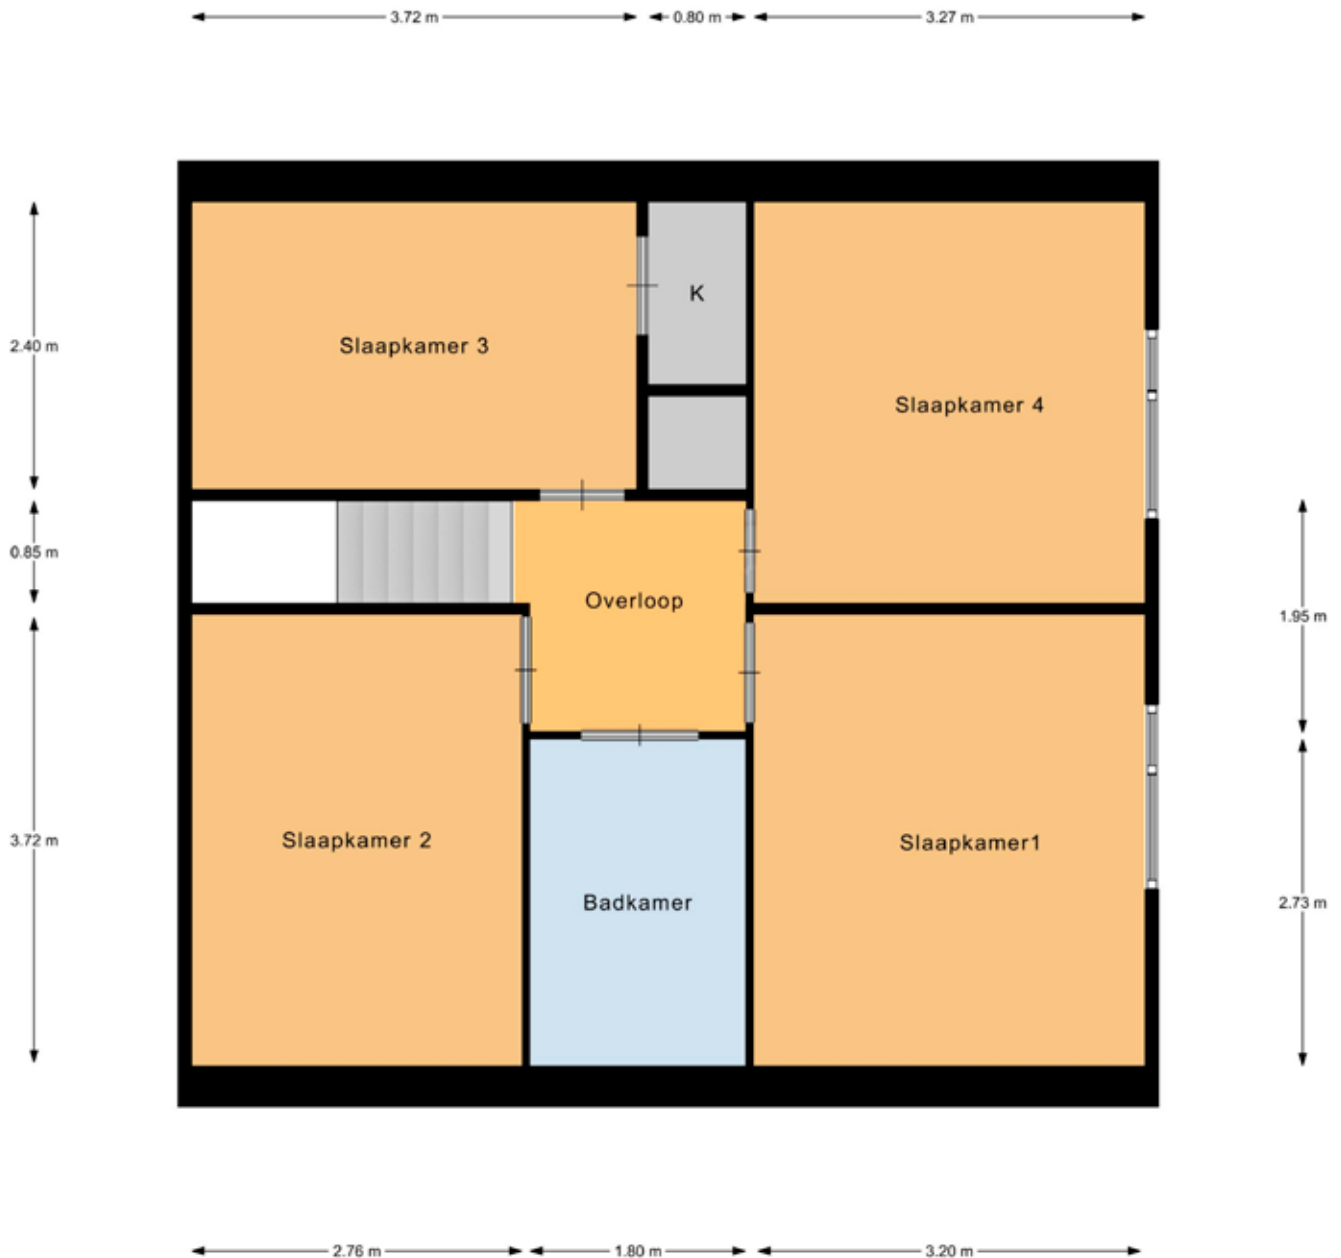 3.72 m
0.80 m
3.27 m
K
2.40 m
Slaapkamer 3
Slaapkamer 4
0.85 m
Overloop
1.95 m
3.72 m
Slaapkamer 2
Slaapkamer1
Badkamer
2.73 m
2.76 m
1.80 m
3.20 m